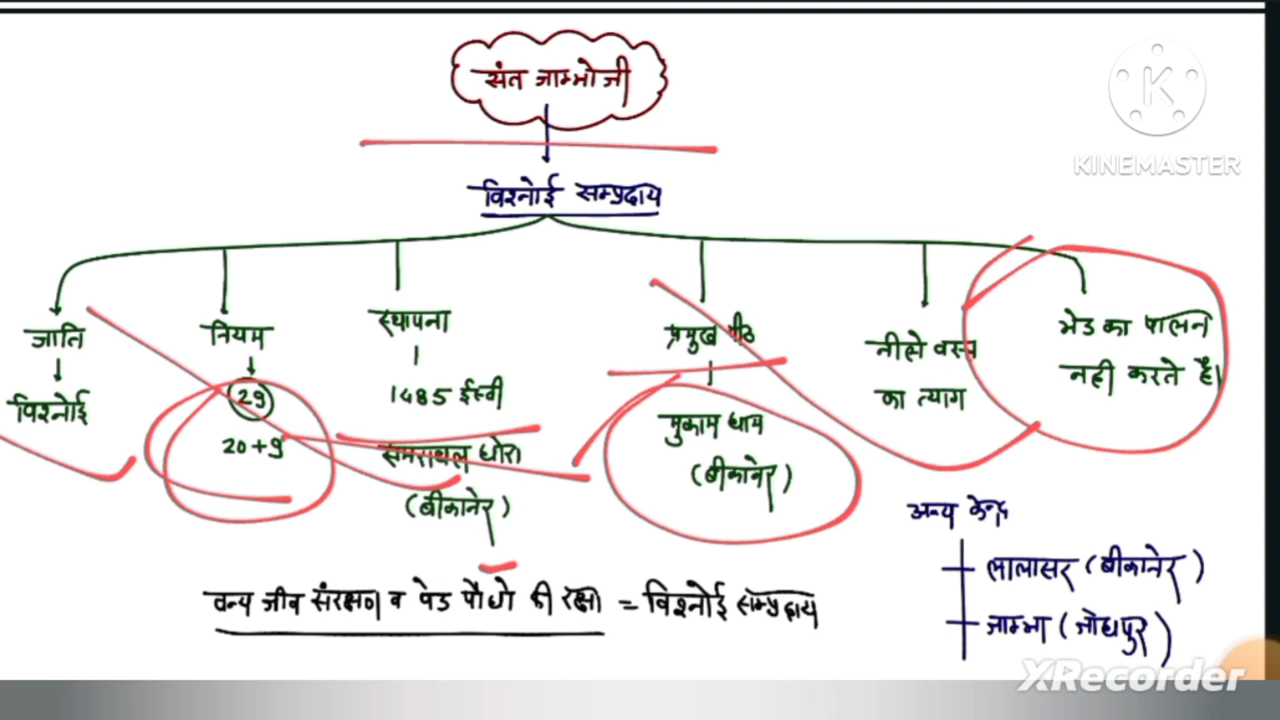 संत जाम्भोजी
KINEMASTER
विश्नोई सम्प्रदाय
जाति
विश्नोई
नियम
29
20+9
स्थापना
1485 ईस्वी
समराथल धोरा
(बीकानेर)
प्रमुख पीठ
मुकाम धाम
(बीकानेर)
नीले वस्त्र
का त्याग
भेड का पालन
नही करते है।
अन्य केन्द्र
लालासर (बीकानेर)
जाम्भा (जोधपुर)
वन्य जीव संरक्षण व पेड पौधो की रक्षा = विश्नोई सम्प्रदाय
XRecorder